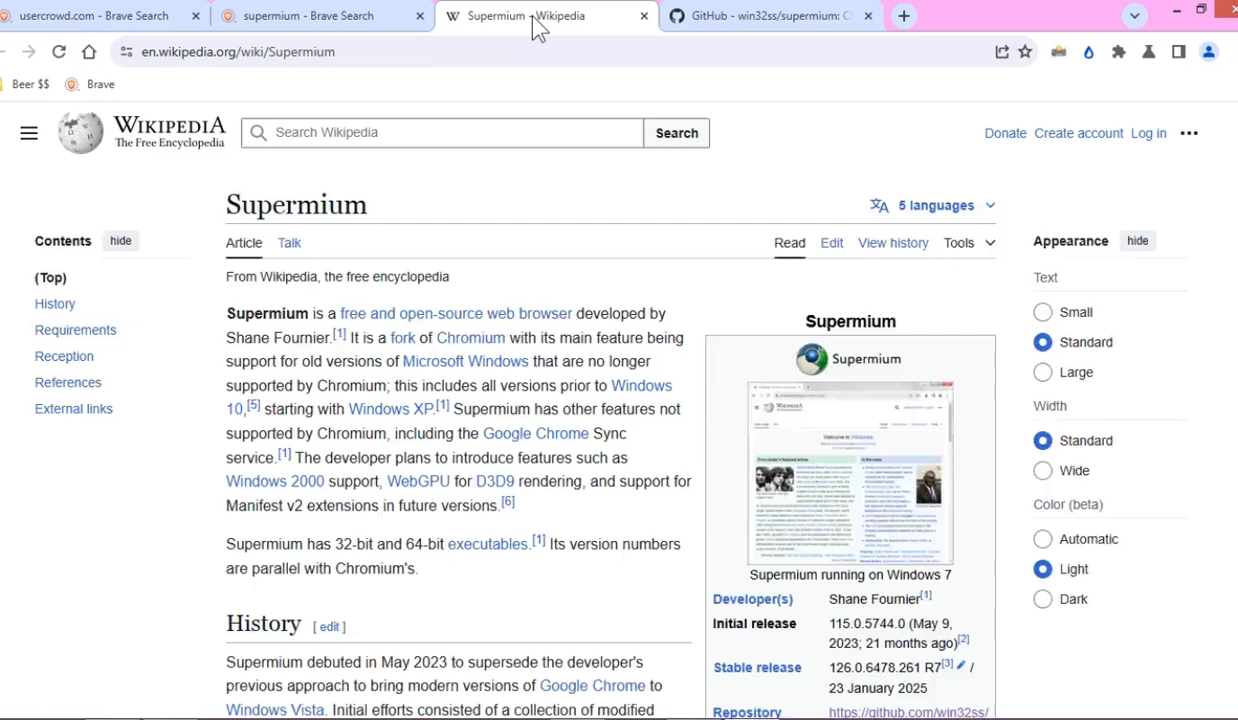 usercrowd.com - Brave Search
supermium - Brave Search
Supermium - Wikipedia
GitHub - win32ss/supermium: C
en.wikipedia.org/wiki/Supermium
Beer $$
Brave
WIKIPEDIA
The Free Encyclopedia
Search Wikipedia
Search
Donate Create account Log in
Supermium
5 languages
Contents hide
(Top)
History
Requirements
Reception
References
External links
Article Talk
Read Edit View history Tools
From Wikipedia, the free encyclopedia
Supermium is a free and open-source web browser developed by
Shane Fournier.[1] It is a fork of Chromium with its main feature being
support for old versions of Microsoft Windows that are no longer
supported by Chromium; this includes all versions prior to Windows
10,[5] starting with Windows XP.[1] Supermium has other features not
supported by Chromium, including the Google Chrome Sync
service.[1] The developer plans to introduce features such as
Windows 2000 support, WebGPU for D3D9 rendering, and support for
Manifest v2 extensions in future versions.[6]
Supermium has 32-bit and 64-bit executables.[1] Its version numbers
are parallel with Chromium's.
History [ edit ]
Supermium debuted in May 2023 to supersede the developer's
previous approach to bring modern versions of Google Chrome to
Windows Vista. Initial efforts consisted of a collection of modified
Supermium
Supermium
Supermium running on Windows 7
Developer(s) Shane Fournier[1]
Initial release 115.0.5744.0 (May 9,
2023; 21 months ago)[2]
Stable release 126.0.6478.261 R7[3] /
23 January 2025
Repository https://github.com/win32ss/
Appearance hide
Text
Small
Standard
Large
Width
Standard
Wide
Color (beta)
Automatic
Light
Dark